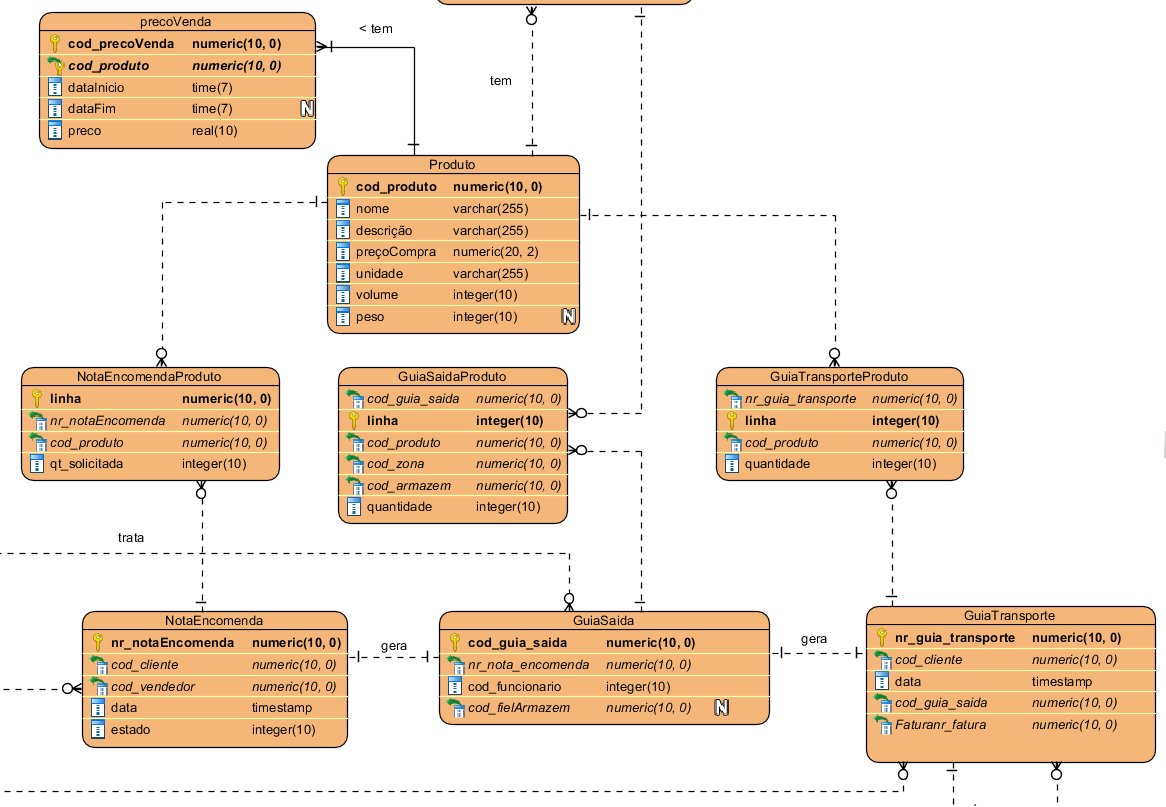 precoVenda
cod_precoVenda numeric(10, 0)
cod_produto numeric(10, 0)
dataInicio time(7)
dataFim time(7) N
preco real(10)
< tem
tem
Produto
cod_produto numeric(10, 0)
nome varchar(255)
descrição varchar(255)
preçoCompra numeric(20, 2)
unidade varchar(255)
volume integer(10)
peso integer(10) N
NotaEncomendaProduto
linha numeric(10, 0)
nr_notaEncomenda numeric(10, 0)
cod_produto numeric(10, 0)
qt_solicitada integer(10)
GuiaSaidaProduto
cod_guia_saida numeric(10, 0)
linha integer(10)
cod_produto numeric(10, 0)
cod_zona numeric(10, 0)
cod_armazem numeric(10, 0)
quantidade integer(10)
GuiaTransporteProduto
nr_guia_transporte numeric(10, 0)
linha integer(10)
cod_produto numeric(10, 0)
quantidade integer(10)
trata
NotaEncomenda
nr_notaEncomenda numeric(10, 0)
cod_cliente numeric(10, 0)
cod_vendedor numeric(10, 0)
data timestamp
estado integer(10)
gera
GuiaSaida
cod_guia_saida numeric(10, 0)
nr_nota_encomenda numeric(10, 0)
cod_funcionario integer(10)
cod_fielArmazem numeric(10, 0) N
gera
GuiaTransporte
nr_guia_transporte numeric(10, 0)
cod_cliente numeric(10, 0)
data timestamp
cod_guia_saida numeric(10, 0)
Faturanr_fatura numeric(10, 0)